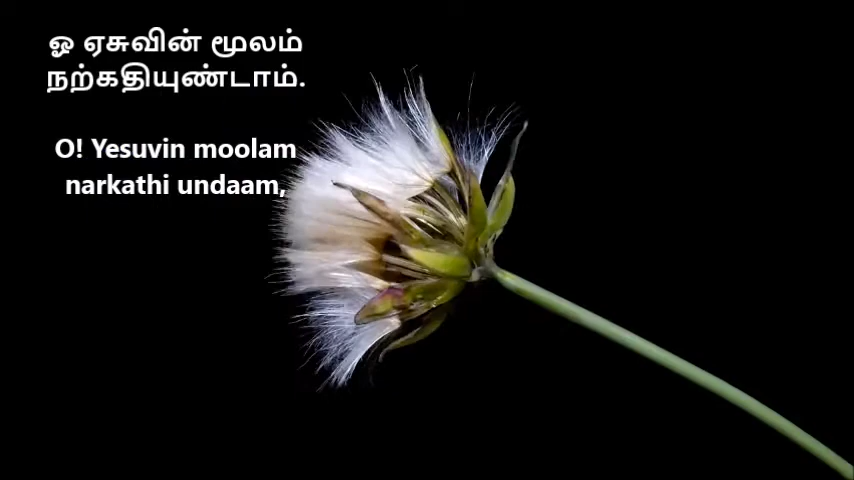 ஓ ஏசுவின் மூலம்
நற்கதியுண்டாம்.
O! Yesuvin moolam
narkathi undaam,